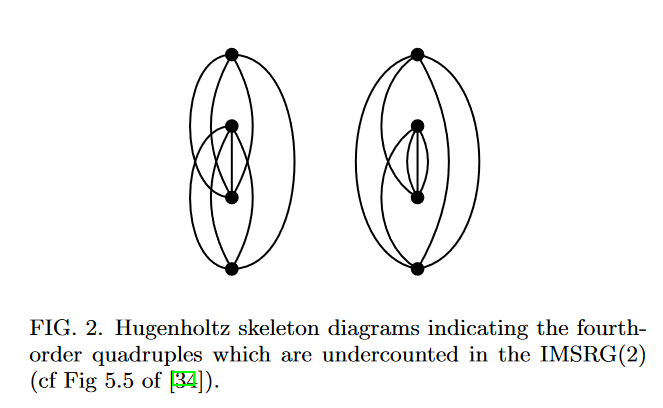 FIG. 2. Hugenholtz skeleton diagrams indicating the fourth-
order quadruples which are undercounted in the IMSRG(2)
(cf Fig 5.5 of [34]).